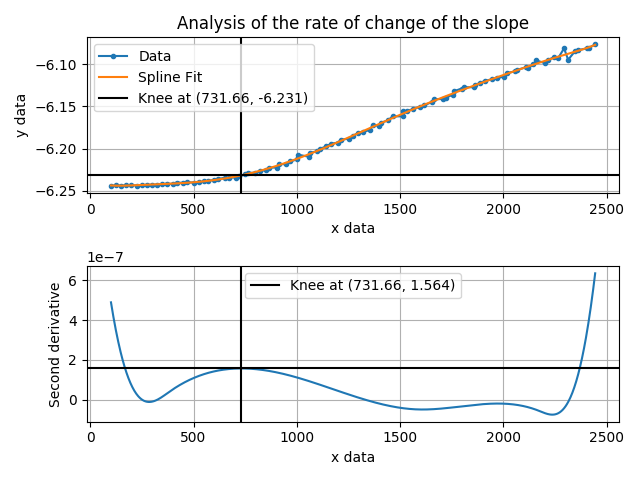 Analysis of the rate of change of the slope
Data
Spline Fit
Knee at (731.66, -6.231)
y data
−6.10
−6.15
−6.20
−6.25
0 500 1000 1500 2000 2500
x data
1e−7
Knee at (731.66, 1.564)
Second derivative
6
4
2
0
0 500 1000 1500 2000 2500
x data